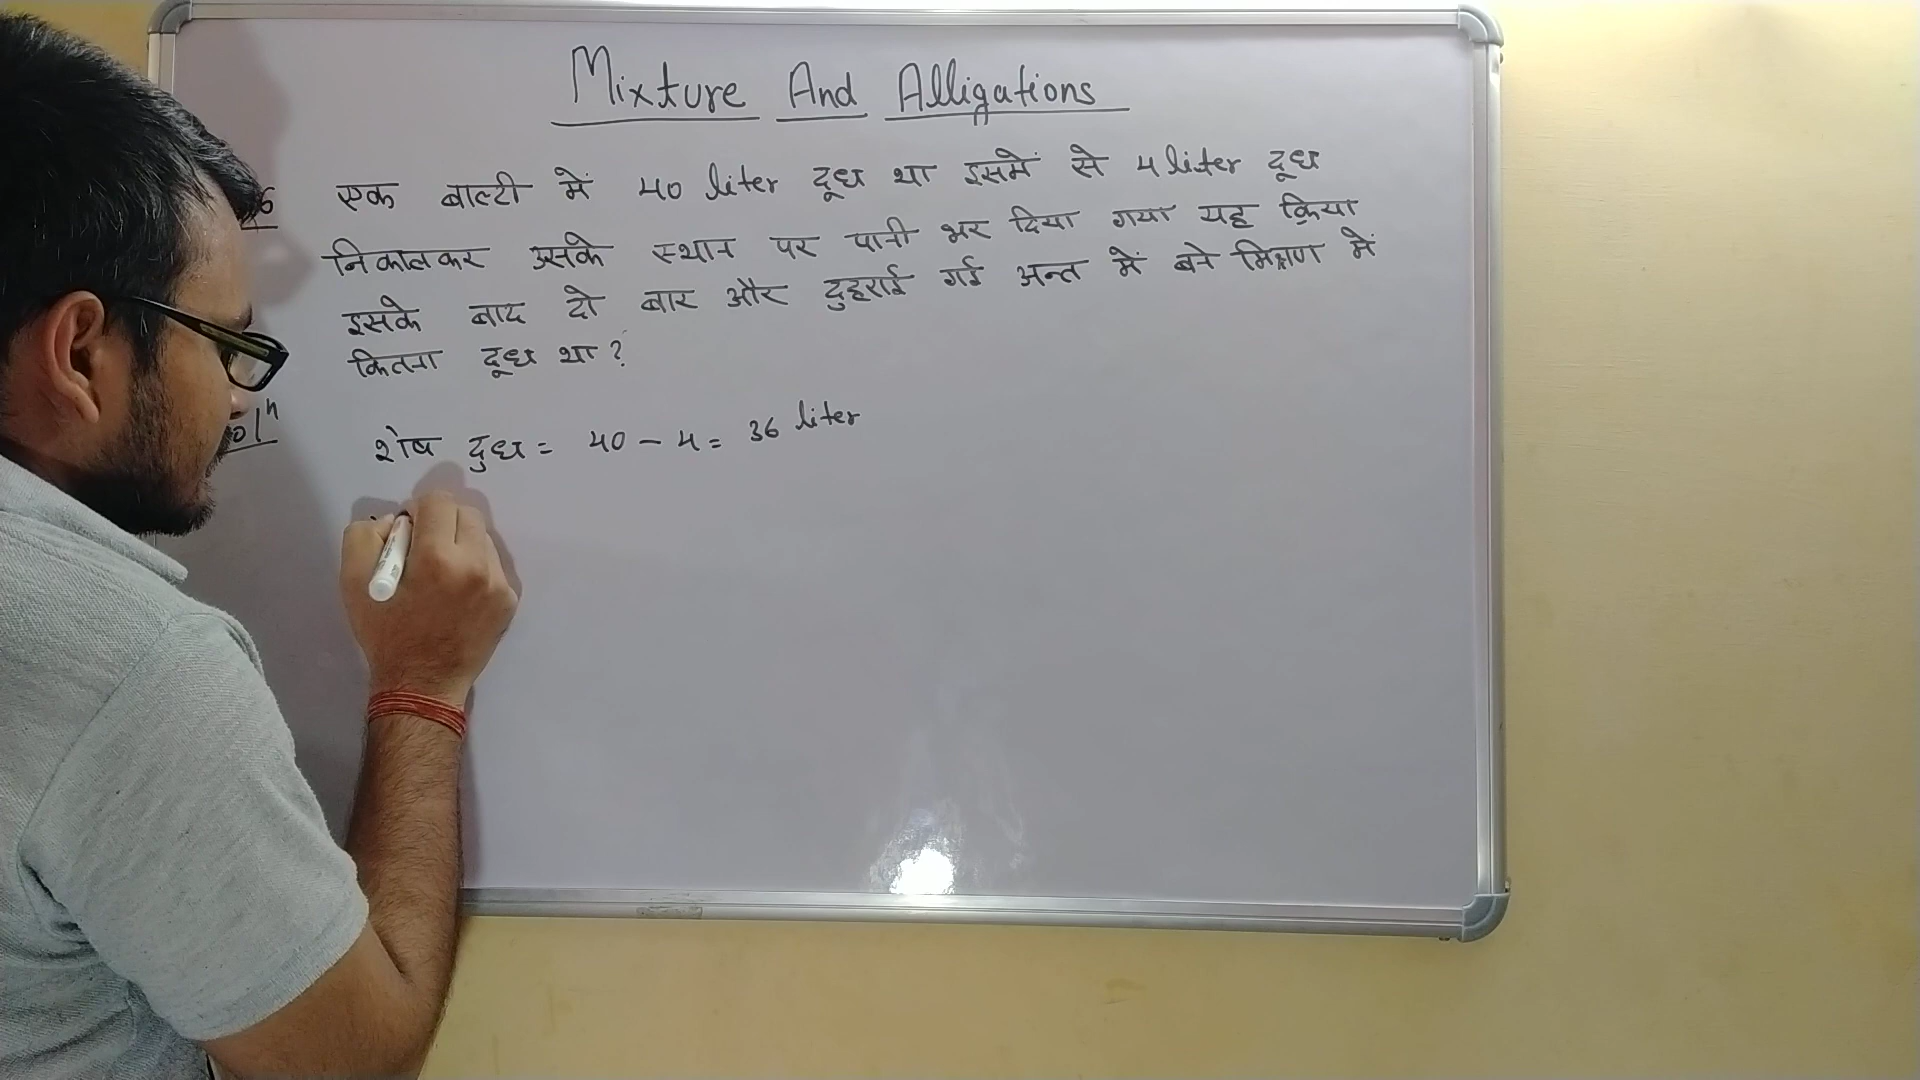 Mixture And Alligations
6 एक बाल्टी में 40 liter दूध था इसमें से 4 liter दूध
निकालकर उसके स्थान पर पानी भर दिया गया यह क्रिया
इसके बाद दो बार और दुहराई गई अन्त में बने मिश्रण में
कितना दूध था?
शेष दुध = 40 - 4 = 36 liter